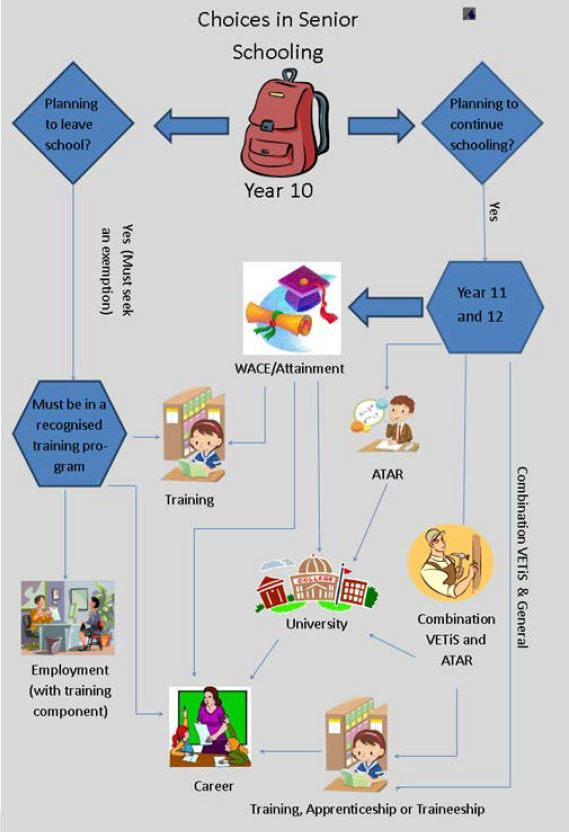 Choices in Senior
Schooling
Planning
to leave
school?
Planning to
continue
schooling?
Year 10
Yes (Must seek
an exemption)
Yes
Year 11
and 12
WACE/Attainment
Must be in a
recognised
training pro-
gram
Training
ATAR
Combination VETiS & General
COLLEGE
University
Combination
VETiS and
ATAR
Employment
(with training
component)
Career
Training, Apprenticeship or Traineeship